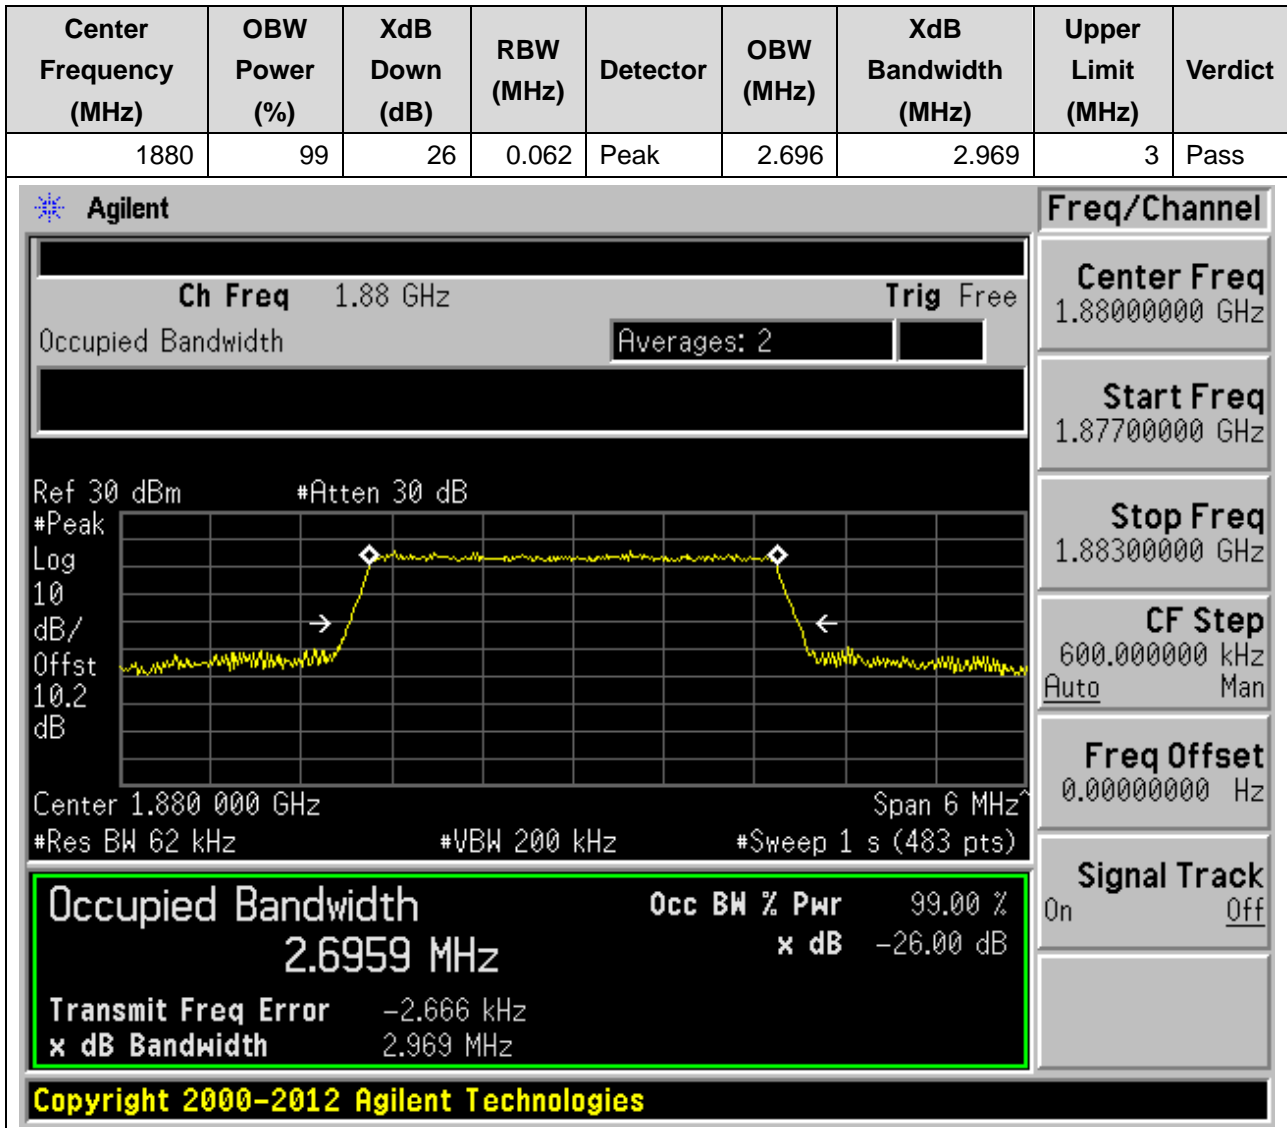 Center Frequency (MHz) OBW Power (%) XdB Down (dB) RBW (MHz) Detector OBW (MHz) XdB Bandwidth (MHz) Upper Limit (MHz) Verdict
1880 99 26 0.062 Peak 2.696 2.969 3 Pass
Agilent
Freq/Channel
Ch Freq 1.88 GHz Trig Free
Occupied Bandwidth Averages: 2
Ref 30 dBm #Atten 30 dB
#Peak
Log
10
dB/
Offst
10.2
dB
Center 1.880 000 GHz Span 6 MHz^
#Res BW 62 kHz #VBW 200 kHz #Sweep 1 s (483 pts)
Occupied Bandwidth Occ BW % Pwr 99.00 %
2.6959 MHz x dB -26.00 dB
Transmit Freq Error -2.666 kHz
x dB Bandwidth 2.969 MHz
Center Freq
1.88000000 GHz
Start Freq
1.87700000 GHz
Stop Freq
1.88300000 GHz
CF Step
600.000000 kHz
Auto Man
Freq Offset
0.00000000 Hz
Signal Track
On Off
Copyright 2000-2012 Agilent Technologies